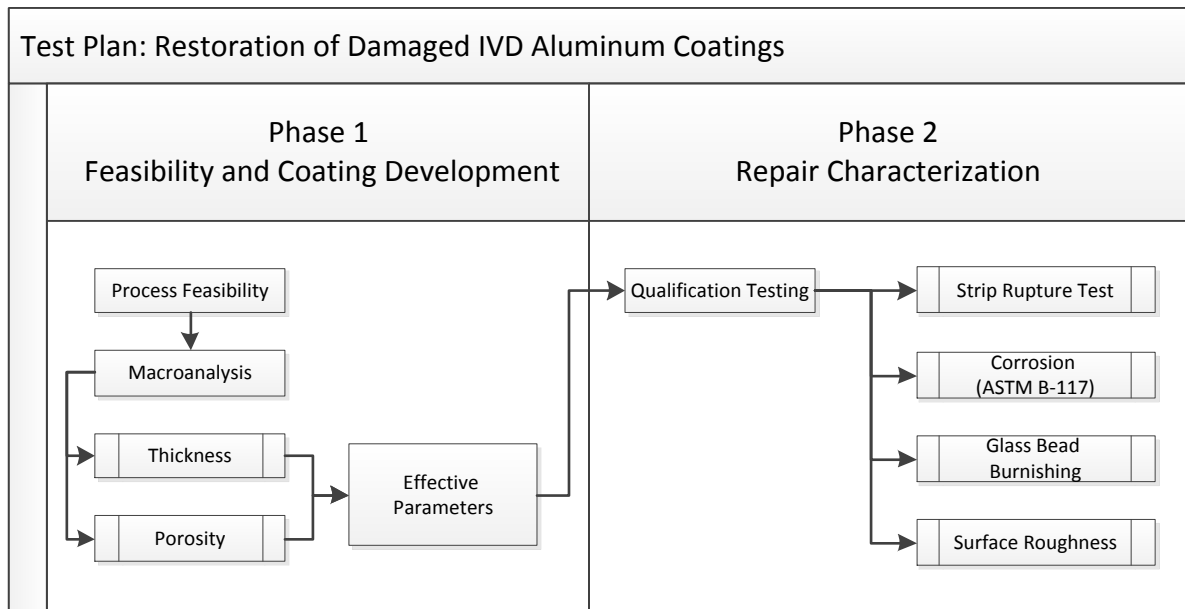 Test Plan: Restoration of Damaged IVD Aluminum Coatings
Phase 1
Feasibility and Coating Development
Phase 2
Repair Characterization
Process Feasibility
Macroanalysis
Thickness
Porosity
Effective
Parameters
Qualification Testing
Strip Rupture Test
Corrosion
(ASTM B-117)
Glass Bead
Burnishing
Surface Roughness